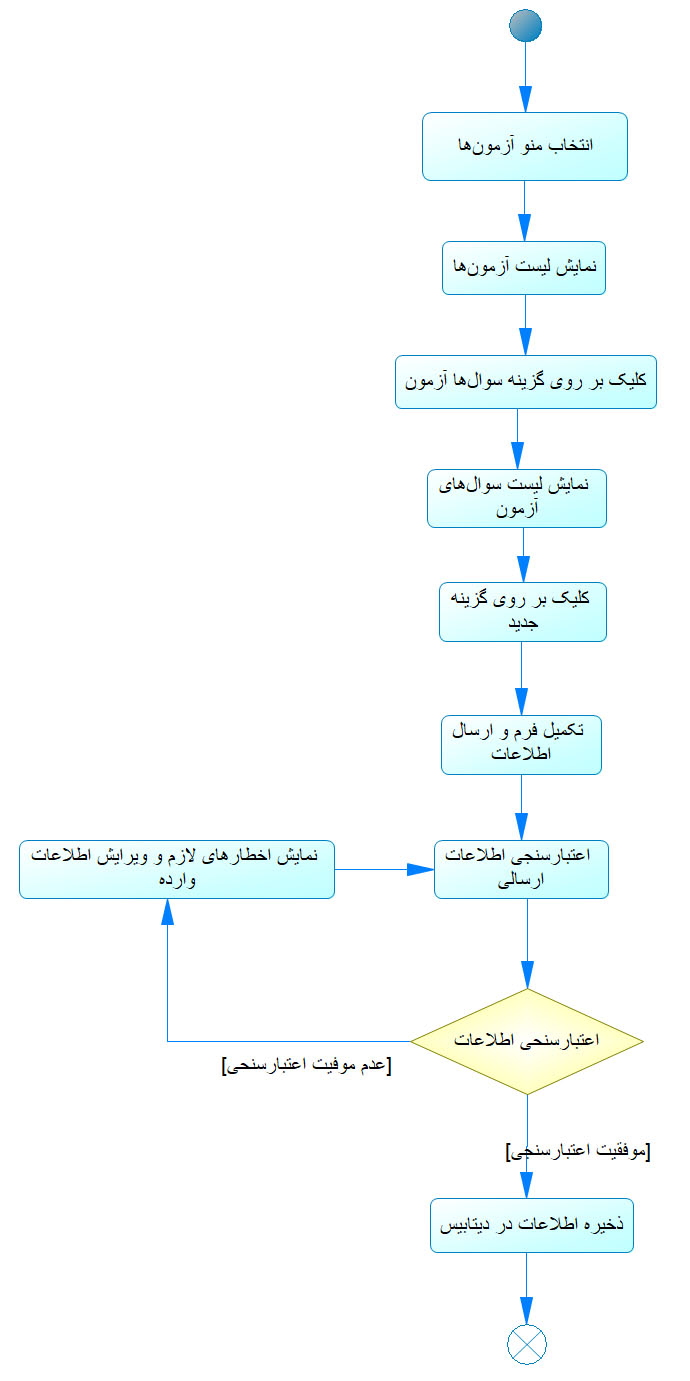 انتخاب منو آزمون‌ها
نمایش لیست آزمون‌ها
کلیک بر روی گزینه سوال‌ها آزمون
نمایش لیست سوال‌های
آزمون
کلیک بر روی گزینه
جدید
تکمیل فرم و ارسال
اطلاعات
اعتبارسنجی اطلاعات
ارسالی
نمایش اخطارهای لازم و ویرایش اطلاعات
وارده
اعتبارسنحی اطلاعات
[عدم موفیت اعتبارسنحی]
[موفقیت اعتبارسنجی]
ذخیره اطلاعات در دیتابیس